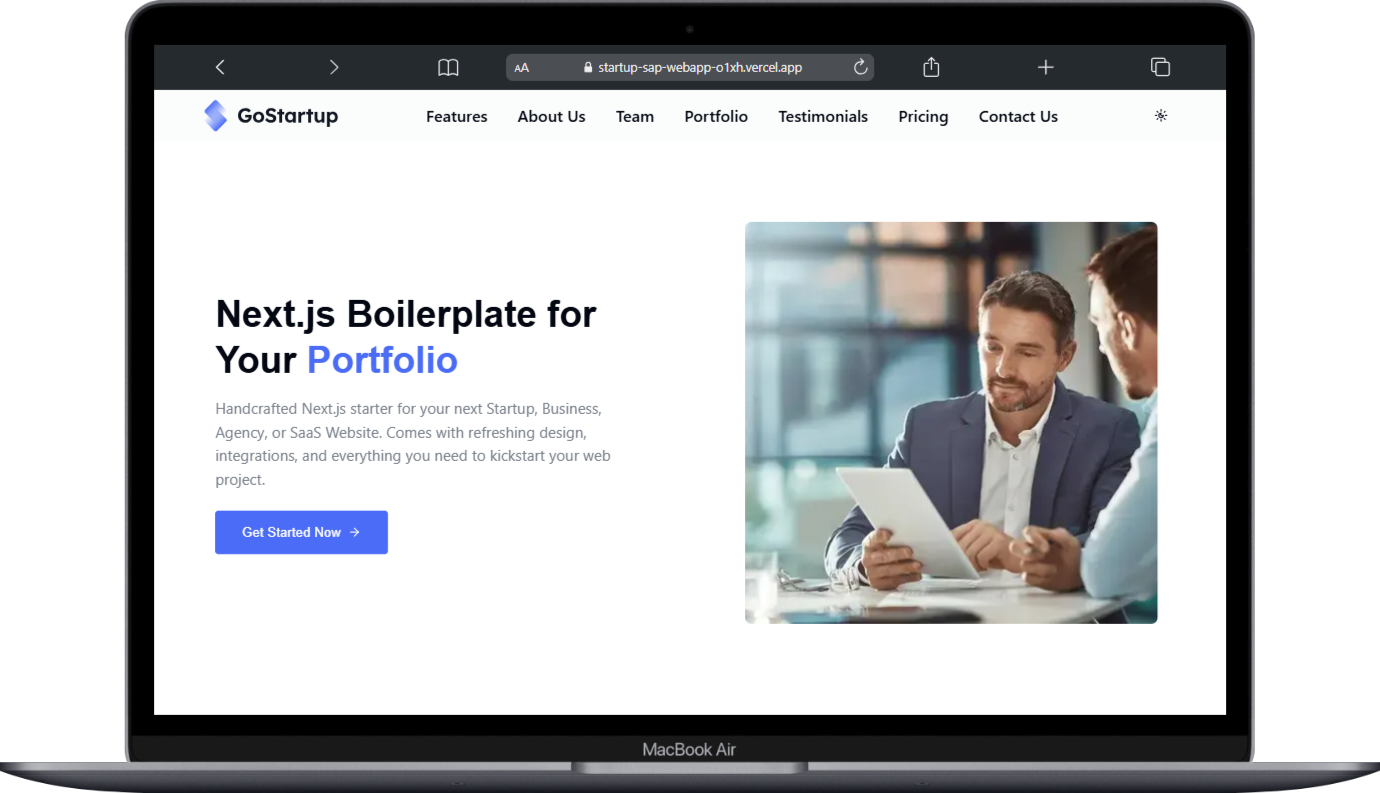 AA startup-sap-webapp-o1xh.vercel.app
GoStartup Features About Us Team Portfolio Testimonials Pricing Contact Us
Next.js Boilerplate for
Your Portfolio
Handcrafted Next.js starter for your next Startup, Business,
Agency, or SaaS Website. Comes with refreshing design,
integrations, and everything you need to kickstart your web
project.
Get Started Now →
MacBook Air